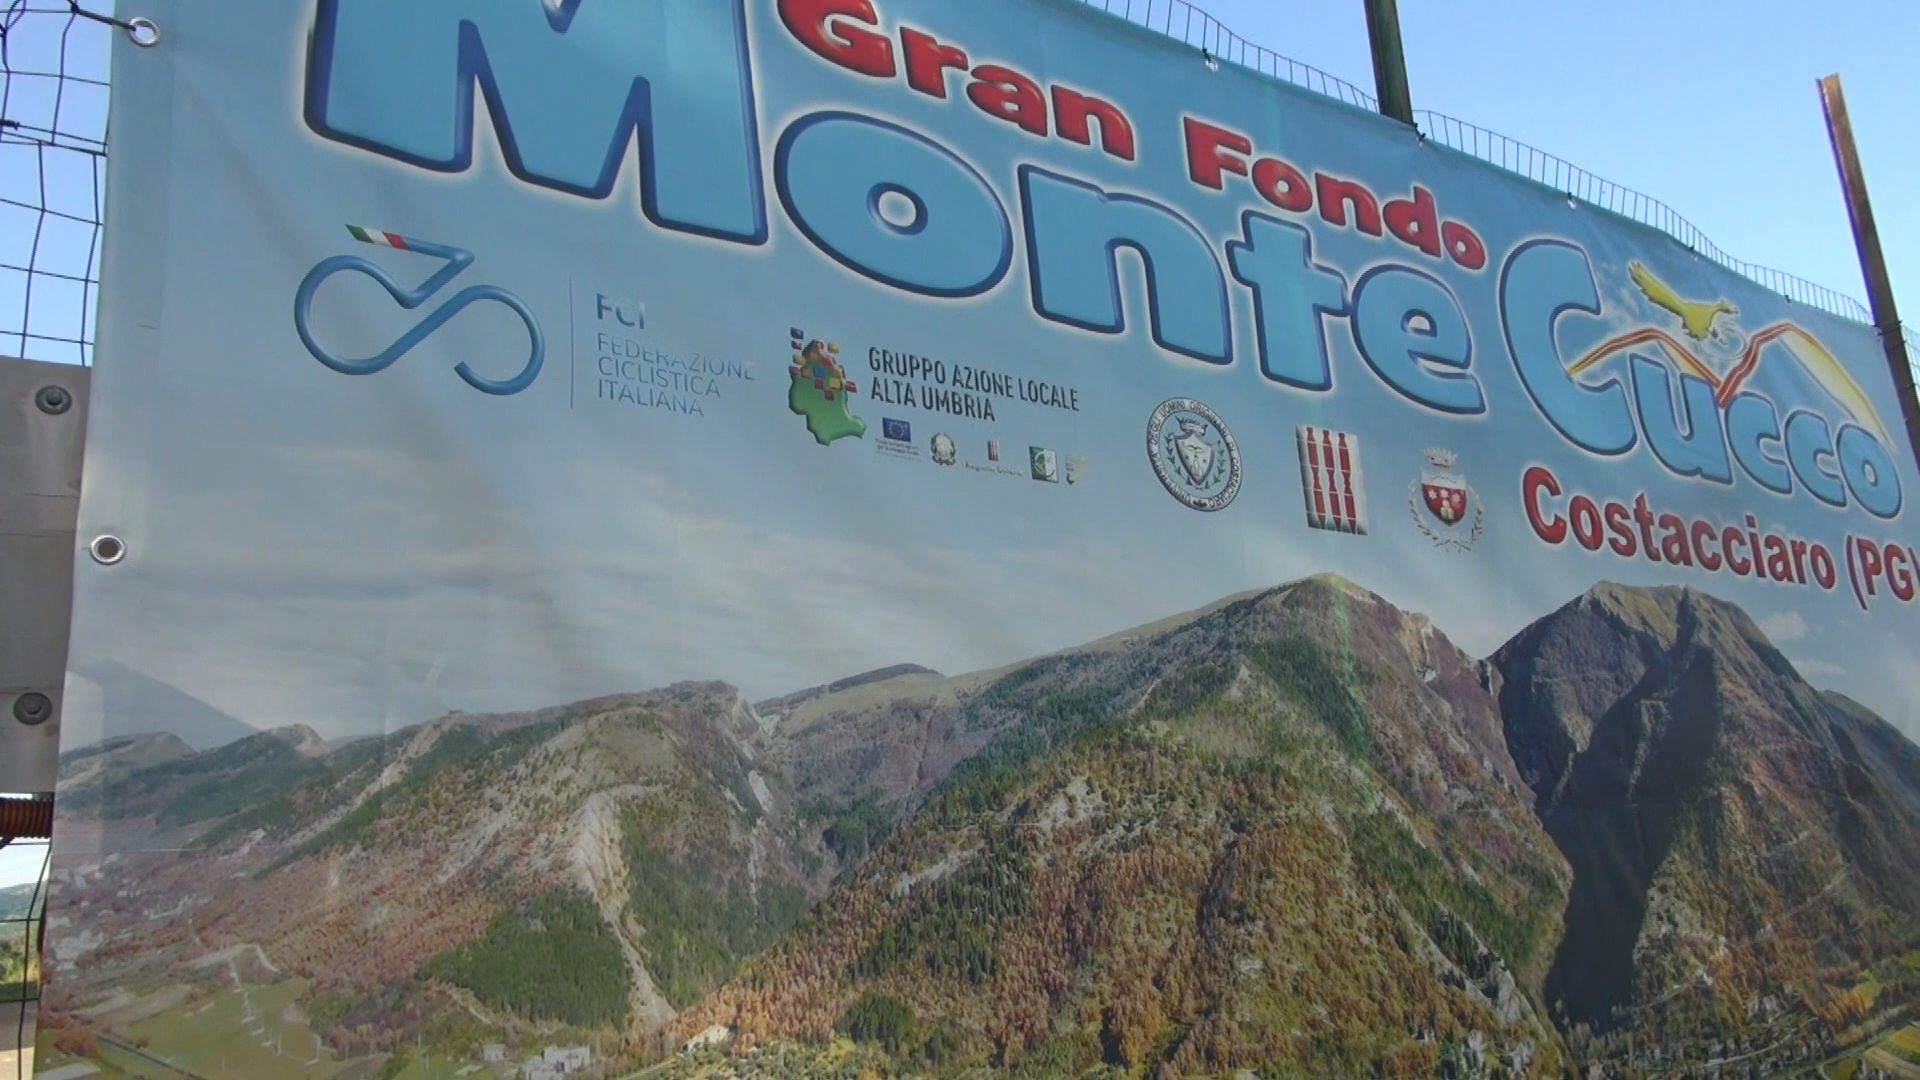 Gran Fondo
Monte Cucco
Costacciaro (PG)
FCI
FEDERAZIONE
CICLISTICA
ITALIANA
GRUPPO AZIONE LOCALE
ALTA UMBRIA